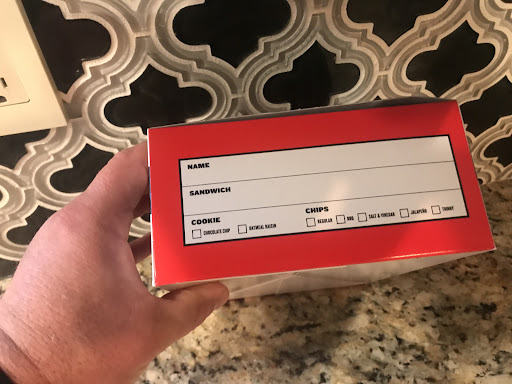 NAME
SANDWICH
COOKIE CHIPS
CHOCOLATE CHIP OATMEAL RAISIN REGULAR BBQ SALT & VINEGAR JALAPEÑO THINNY